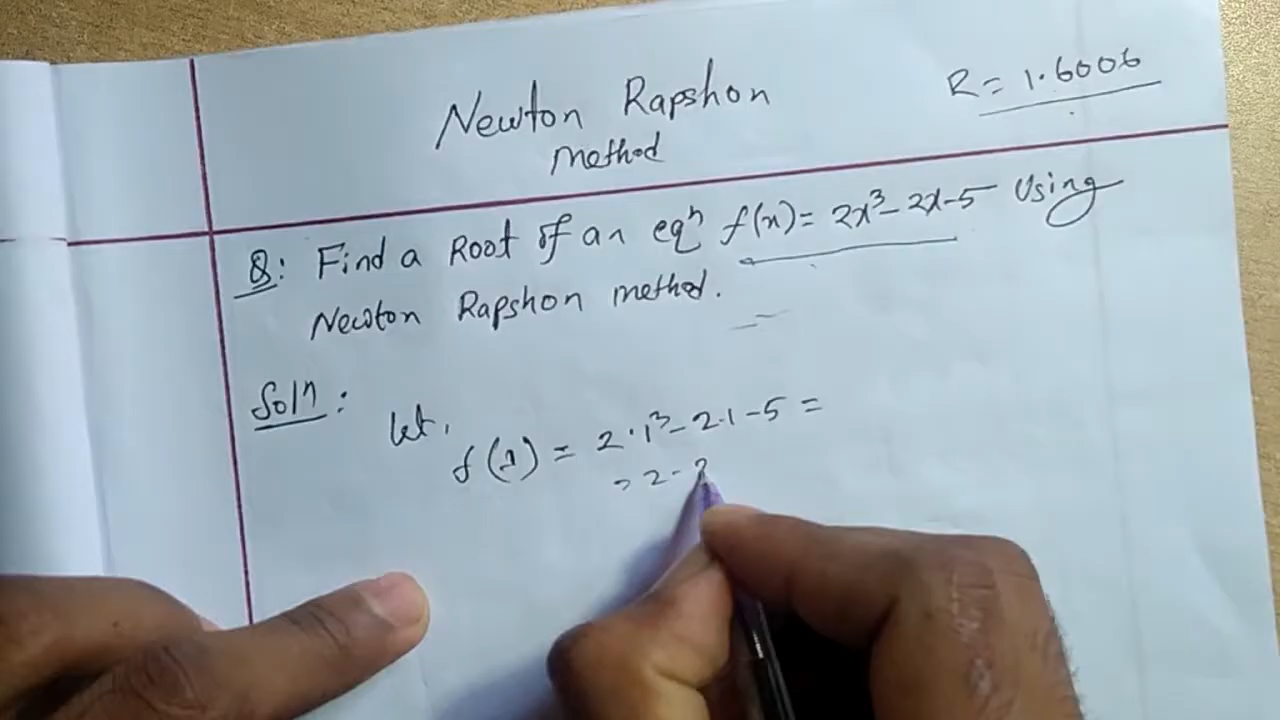 Newton Rapshon
Method
R = 1.6006
Q: Find a Root of an eqⁿ f(x) = 2x³ - 2x - 5 Using
Newton Rapshon method.
Solⁿ:
let,
f(1) = 2·1³ - 2·1 - 5 =
= 2 - 2